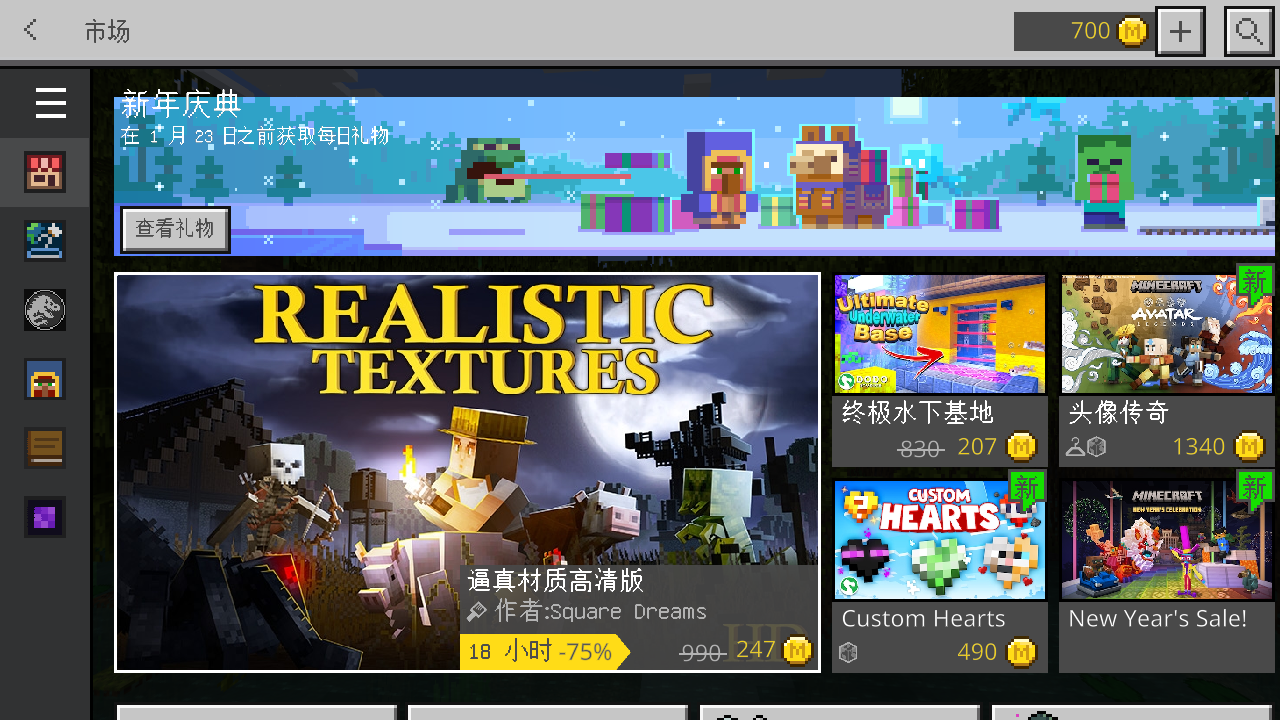 市场
700
新年庆典
在 1 月 23 日之前获取每日礼物
查看礼物
REALISTIC
TEXTURES
逼真材质高清版
作者:Square Dreams
18 小时 -75%
990 247
HD
Ultimate
Underwater
Base
终极水下基地
830 207
新
MINECRAFT
AVATAR
LEGENDS
头像传奇
1340
新
CUSTOM
HEARTS
Custom Hearts
490
新
MINECRAFT
NEW YEAR'S CELEBRATION
New Year's Sale!